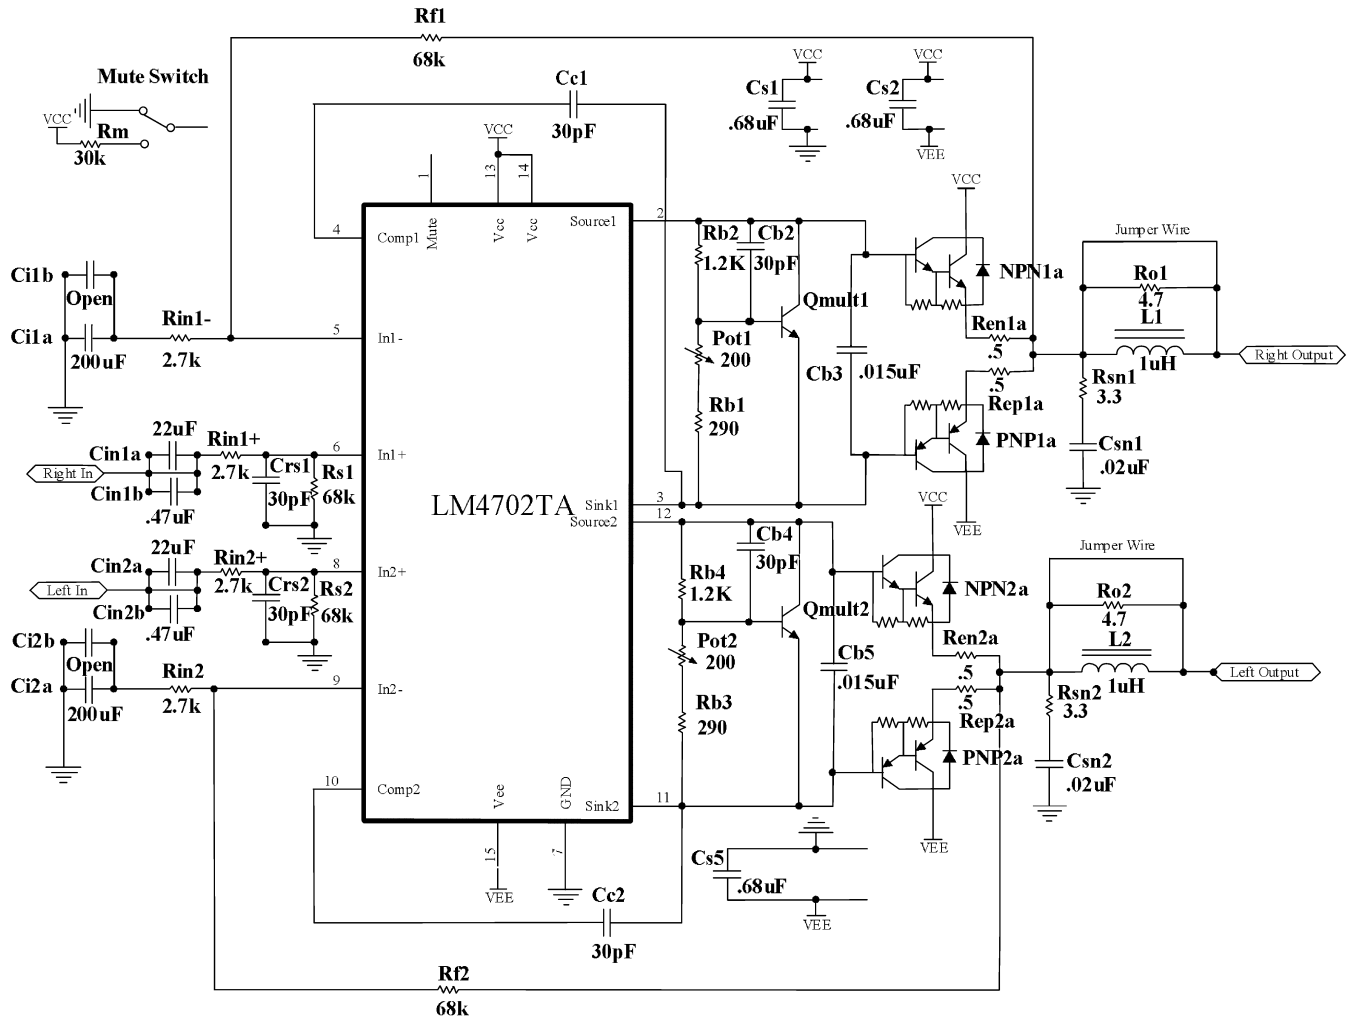 Rf1
68k
Mute Switch
VCC
Rm
30k
Cc1
30pF
VCC
Cs1
.68uF
VCC
Cs2
.68uF
VEE
VCC
1
13
14
Mute
Vcc
Vcc
4
Comp1
Source1
2
Rb2
1.2K
Cb2
30pF
Qmult1
VCC
NPN1a
Jumper Wire
Ro1
4.7
L1
1uH
Right Output
Ci1b
Open
Ci1a
200uF
Rin1-
2.7k
5
In1-
Pot1
200
Cb3
.015uF
Ren1a
.5
.5
Rep1a
PNP1a
VEE
Rsn1
3.3
Csn1
.02uF
Rb1
290
22uF
Cin1a
Right In
Cin1b
.47uF
Rin1+
2.7k
Crs1
30pF
Rs1
68k
6
In1+
LM4702TA
Sink1
3
Source2
12
22uF
Cin2a
Left In
Cin2b
.47uF
Rin2+
2.7k
Crs2
30pF
Rs2
68k
8
In2+
Rb4
1.2K
Cb4
30pF
Qmult2
VCC
NPN2a
Jumper Wire
Ro2
4.7
L2
1uH
Left Output
Ci2b
Open
Ci2a
200uF
Rin2
2.7k
9
In2-
Pot2
200
Cb5
.015uF
Ren2a
.5
.5
Rep2a
PNP2a
VEE
Rsn2
3.3
Csn2
.02uF
Rb3
290
10
Comp2
Vee
GND
Sink2
11
15
7
VEE
Cs5
.68uF
VEE
Cc2
30pF
Rf2
68k